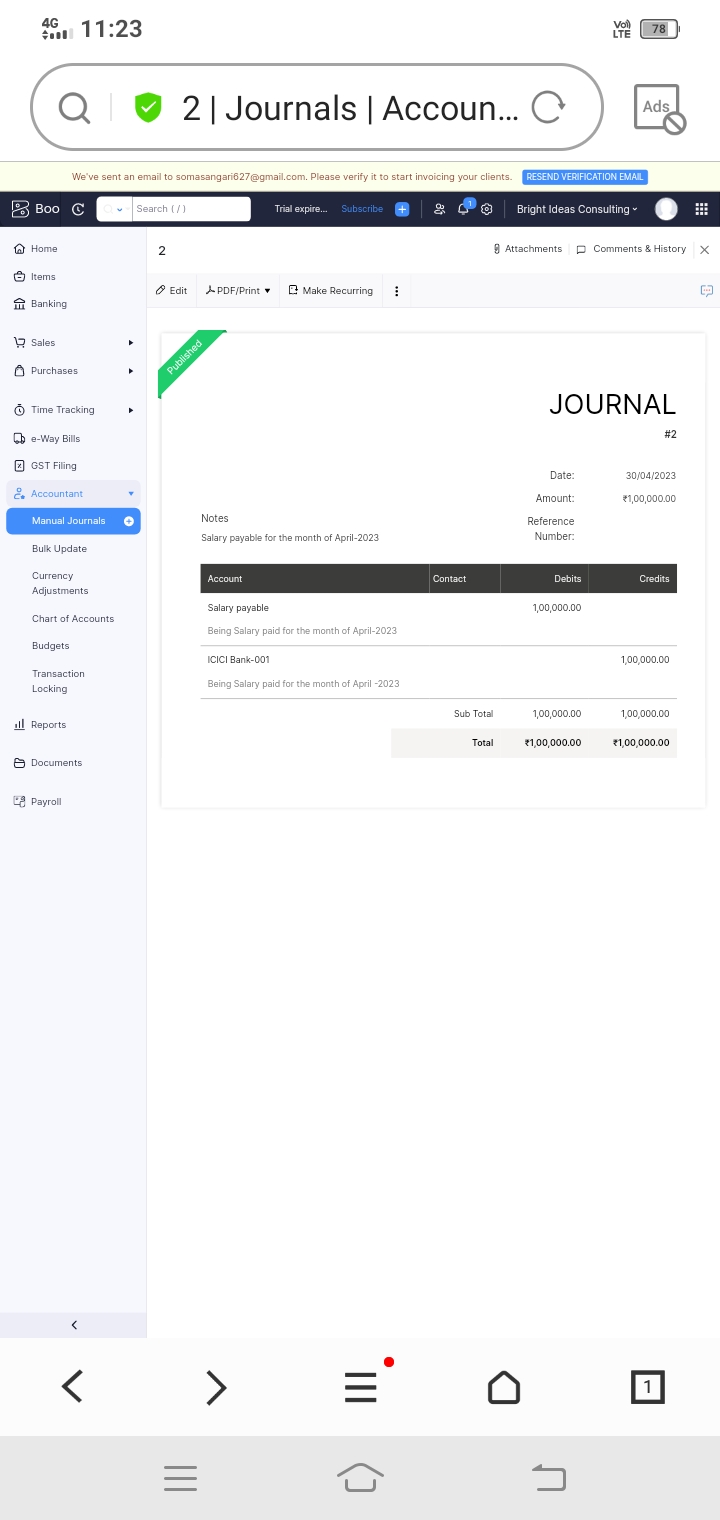 4G 11:23 Vo) LTE 78
2 | Journals | Accoun... Ads
We've sent an email to somasangari627@gmail.com. Please verify it to start invoicing your clients. RESEND VERIFICATION EMAIL
Boo Search ( / ) Trial expire... Subscribe 1 Bright Ideas Consulting
Home
Items
Banking
Sales
Purchases
Time Tracking
e-Way Bills
GST Filing
Accountant
Manual Journals
Bulk Update
Currency
Adjustments
Chart of Accounts
Budgets
Transaction
Locking
Reports
Documents
Payroll
2 Attachments Comments & History
Edit PDF/Print Make Recurring
Published
JOURNAL
#2
Date: 30/04/2023
Amount: ₹1,00,000.00
Reference
Number:
Notes
Salary payable for the month of April-2023
Account Contact Debits Credits
Salary payable 1,00,000.00
Being Salary paid for the month of April-2023
ICICI Bank-001 1,00,000.00
Being Salary paid for the month of April -2023
Sub Total 1,00,000.00 1,00,000.00
Total ₹1,00,000.00 ₹1,00,000.00
1